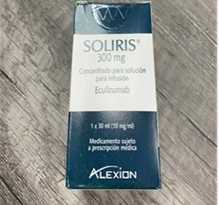 SOLIRIS®
300 mg
Concentrado para solución
para infusión
Eculizumab
1 x 30 ml (10 mg/ml)
Medicamento sujeto
a prescripción médica
ALEXION